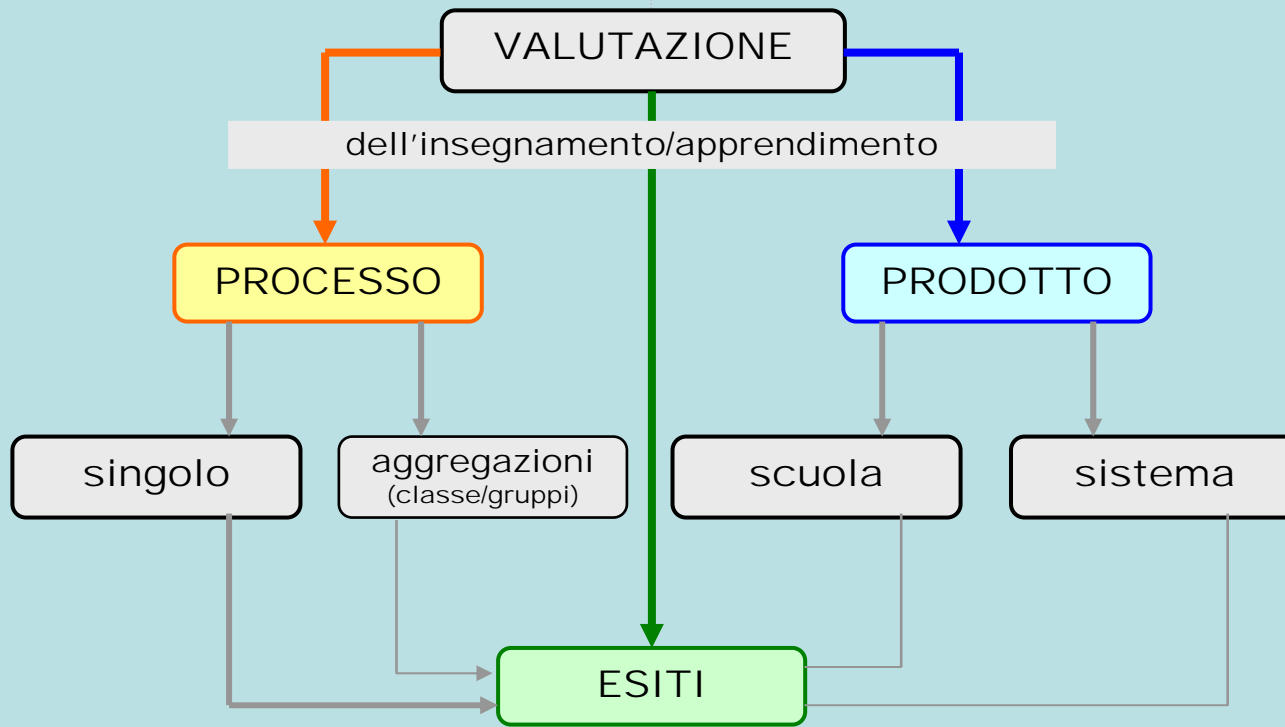 VALUTAZIONE
dell'insegnamento/apprendimento
PROCESSO
PRODOTTO
singolo
aggregazioni
(classe/gruppi)
scuola
sistema
ESITI